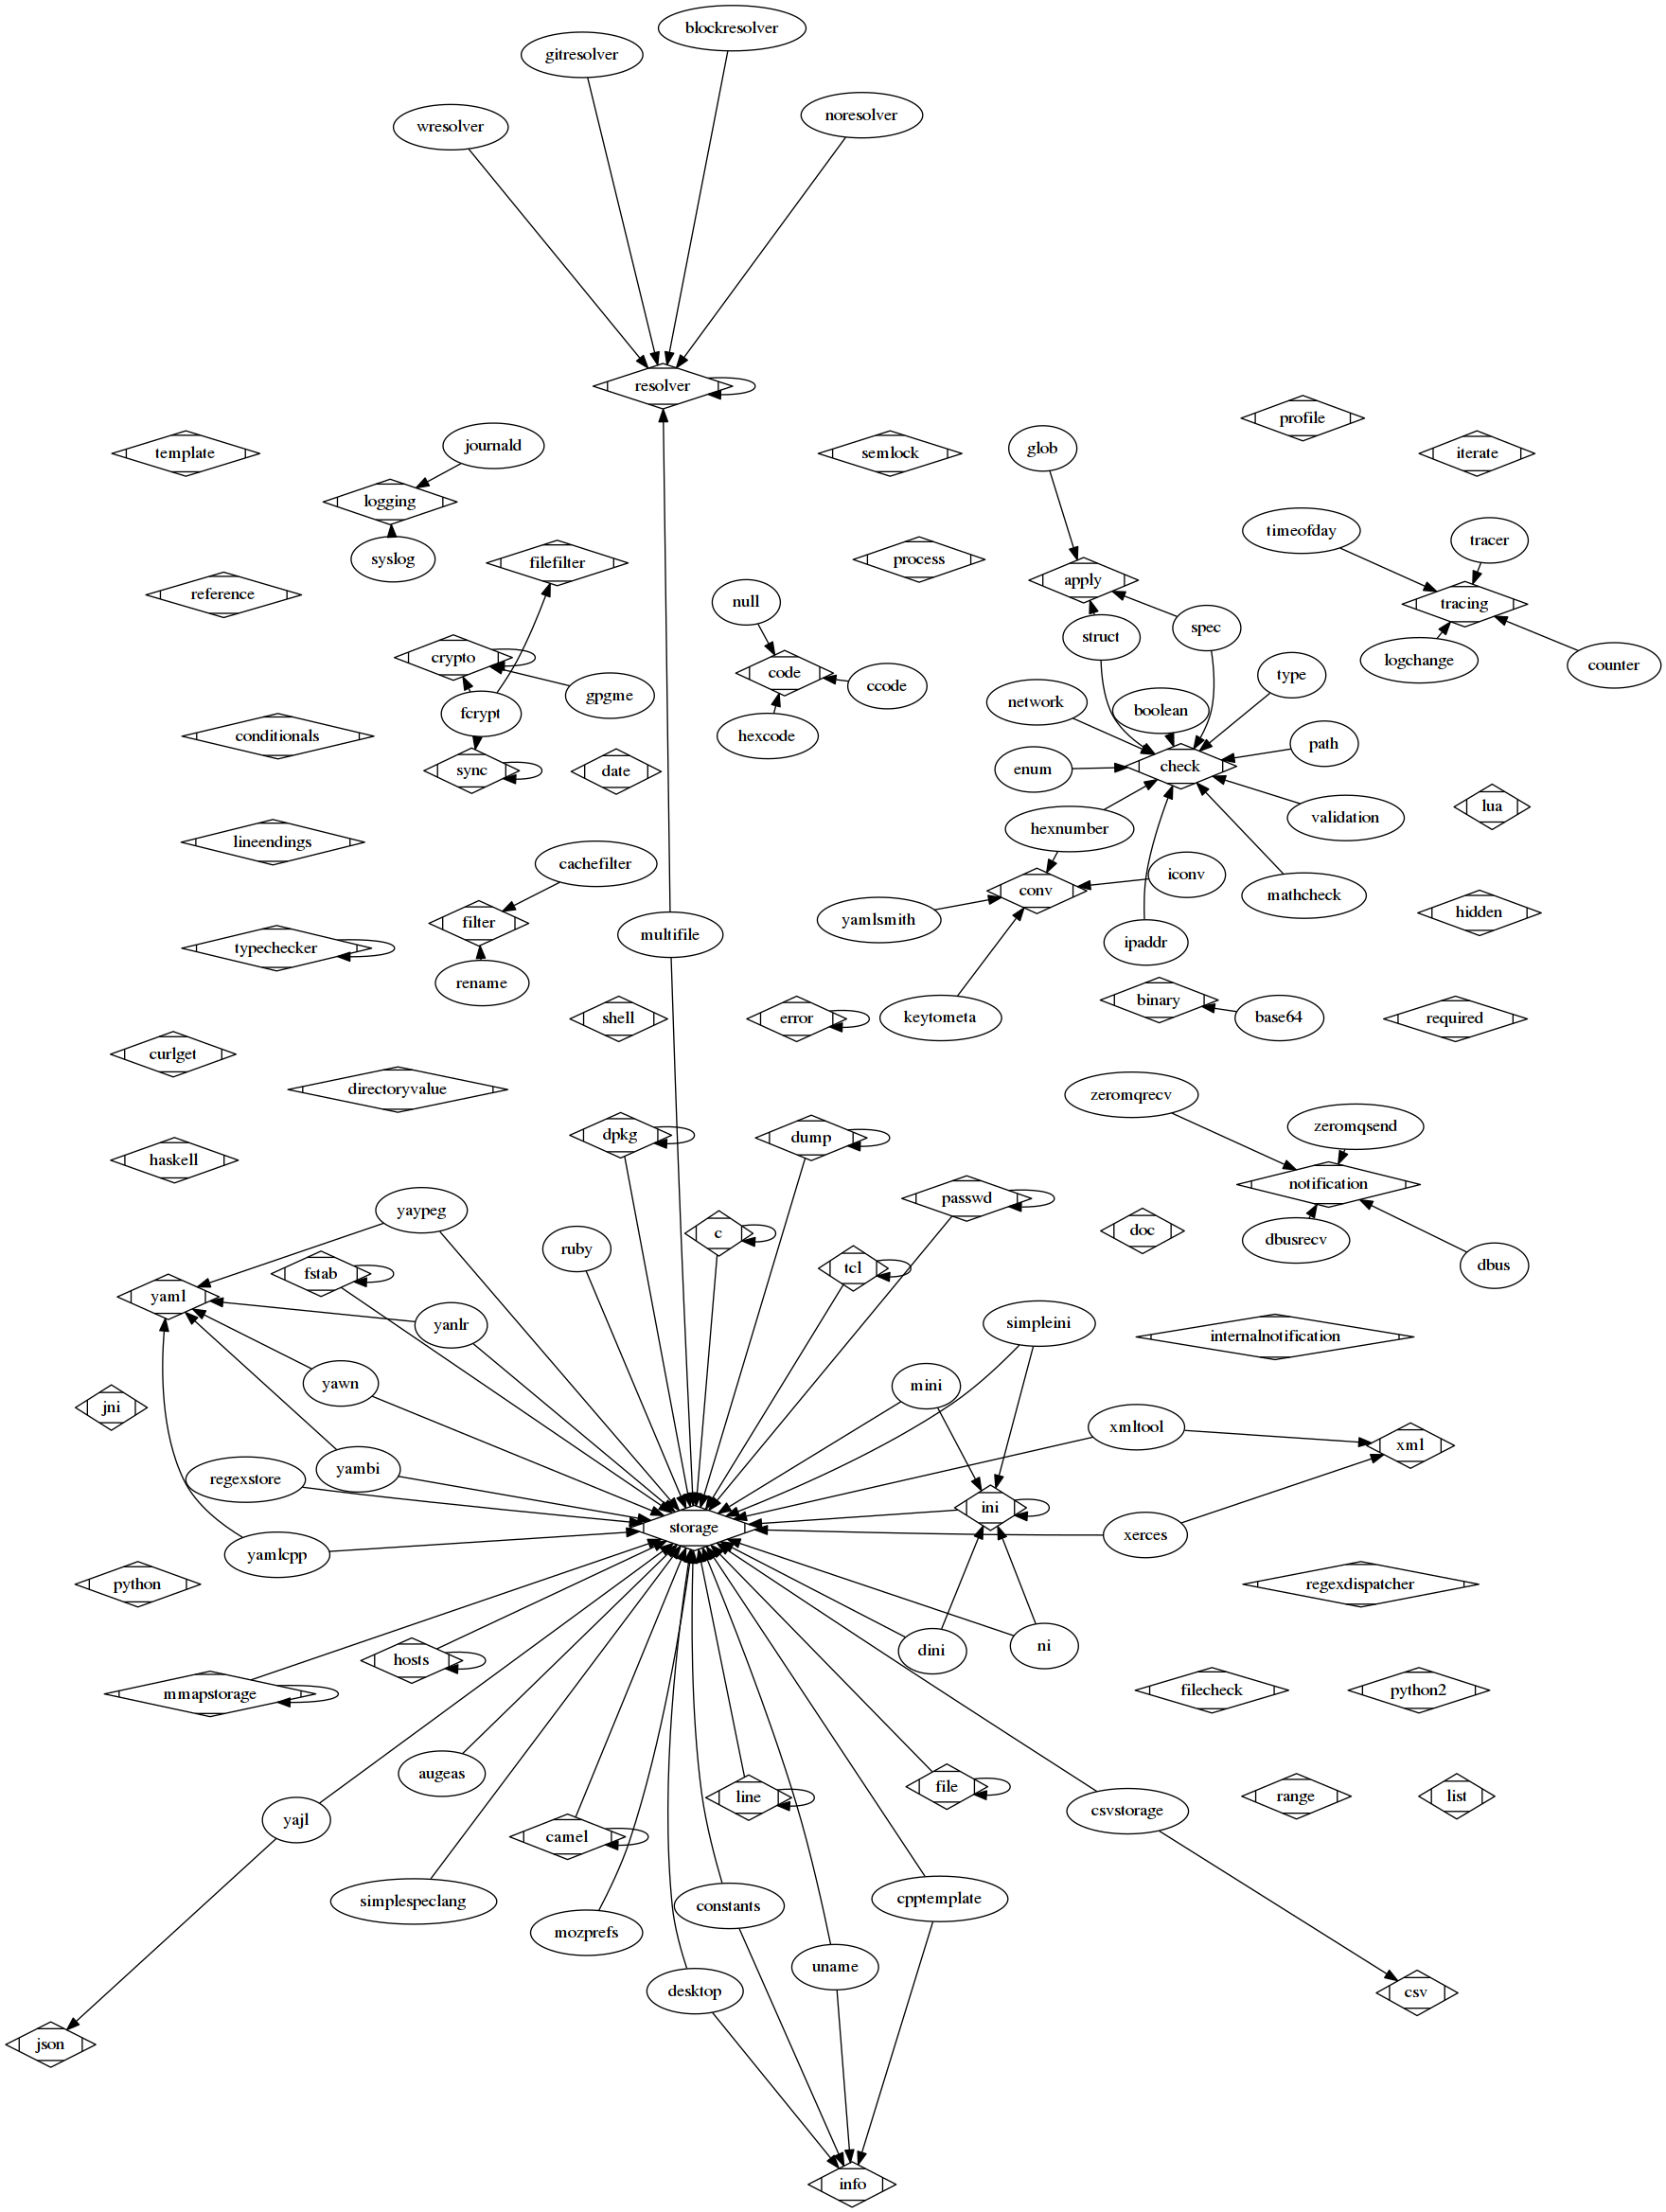 blockresolver
gitresolver
noresolver
wresolver
resolver
profile
journald
glob
template
semlock
iterate
logging
timeofday
tracer
syslog
filefilter
process
apply
reference
null
tracing
spec
struct
crypto
logchange
counter
code
type
ccode
gpgme
network
boolean
fcrypt
conditionals
hexcode
path
check
enum
sync
date
lua
validation
hexnumber
lineendings
cachefilter
iconv
conv
mathcheck
hidden
yamlsmith
filter
multifile
ipaddr
typechecker
rename
binary
shell
error
keytometa
base64
required
curlget
directoryvalue
zeromqrecv
zeromqsend
dpkg
dump
haskell
notification
passwd
yaypeg
doc
c
dbusrecv
ruby
dbus
tcl
fstab
yaml
simpleini
yanlr
internalnotification
yawn
mini
jni
xmltool
xml
yambi
regexstore
ini
storage
xerces
yamlcpp
python
regexdispatcher
ni
dini
hosts
filecheck
python2
mmapstorage
augeas
file
range
list
line
csvstorage
yajl
camel
cpptemplate
simplespeclang
constants
mozprefs
uname
desktop
csv
json
info